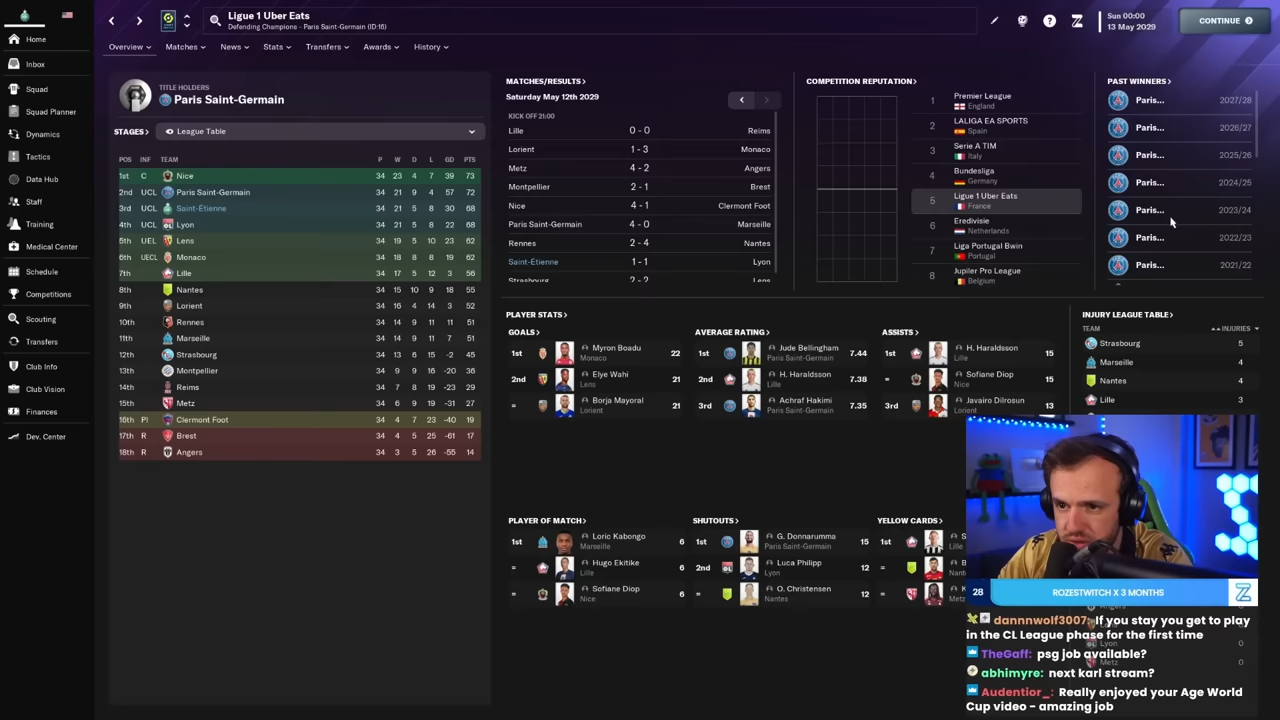 Ligue 1 Uber Eats
Defending Champions - Paris Saint-Germain (ID:16)
Sun 00:00
13 May 2029
CONTINUE
Home
Inbox
Squad
Squad Planner
Dynamics
Tactics
Data Hub
Staff
Training
Medical Center
Schedule
Competitions
Scouting
Transfers
Club Info
Club Vision
Finances
Dev. Center
Overview Matches News Stats Transfers Awards History
TITLE HOLDERS
Paris Saint-Germain
STAGES> League Table
POS INF TEAM P W D L GD PTS
1st C Nice 34 23 4 7 39 73
2nd UCL Paris Saint-Germain 34 21 9 4 57 72
3rd UCL Saint-Étienne 34 21 5 8 30 68
4th UCL Lyon 34 21 5 8 22 68
5th UEL Lens 34 19 5 10 23 62
6th UECL Monaco 34 18 8 8 19 62
7th Lille 34 17 5 12 3 56
8th Nantes 34 15 10 9 18 55
9th Lorient 34 16 4 14 3 52
10th Rennes 34 14 9 11 11 51
11th Marseille 34 14 9 11 7 51
12th Strasbourg 34 13 6 15 -2 45
13th Montpellier 34 9 9 16 -20 36
14th Reims 34 7 8 19 -23 29
15th Metz 34 6 9 19 -31 27
16th Pl Clermont Foot 34 4 7 23 -40 19
17th R Brest 34 4 5 25 -61 17
18th R Angers 34 3 5 26 -55 14
MATCHES/RESULTS>
Saturday May 12th 2029
KICK OFF 21:00
Lille 0 - 0 Reims
Lorient 1 - 3 Monaco
Metz 4 - 2 Angers
Montpellier 2 - 1 Brest
Nice 4 - 1 Clermont Foot
Paris Saint-Germain 4 - 0 Marseille
Rennes 2 - 4 Nantes
Saint-Étienne 1 - 1 Lyon
Strasbourg 2 - 2 Lens
COMPETITION REPUTATION>
1 Premier League
England
2 LALIGA EA SPORTS
Spain
3 Serie A TIM
Italy
4 Bundesliga
Germany
5 Ligue 1 Uber Eats
France
6 Eredivisie
Netherlands
7 Liga Portugal Bwin
Portugal
8 Jupiler Pro League
Belgium
PAST WINNERS>
Paris... 2027/28
Paris... 2026/27
Paris... 2025/26
Paris... 2024/25
Paris... 2023/24
Paris... 2022/23
Paris... 2021/22
PLAYER STATS
GOALS>
1st Myron Boadu 22
Monaco
2nd Elye Wahi 21
Lens
= Borja Mayoral 21
Lorient
AVERAGE RATING>
1st Jude Bellingham 7.44
Paris Saint-Germain
2nd H. Haraldsson 7.38
Lille
3rd Achraf Hakimi 7.35
Paris Saint-Germain
ASSISTS>
1st H. Haraldsson 15
Lille
= Sofiane Diop 15
Nice
3rd Javairo Dilrosun 13
Lorient
INJURY LEAGUE TABLE>
TEAM INJURIES
Strasbourg 5
Marseille 4
Nantes 4
Lille 3
PLAYER OF MATCH>
1st Loric Kabongo 6
Marseille
= Hugo Ekitike 6
Lille
= Sofiane Diop 6
Nice
SHUTOUTS>
1st G. Donnarumma 15
Paris Saint-Germain
2nd Luca Philipp 12
Lyon
= O. Christensen 12
Nantes
YELLOW CARDS>
1st S
Lille
= B
Nantes
= K
Metz
28 ROZESTWITCH X 3 MONTHS
Angers
dannnwolf3007: If you stay you get to play
in the CL League phase for the first time
Lyon 0
TheGaff: psg job available?
Metz 0
abhimyre: next karl stream?
Audentior_: Really enjoyed your Age World
Cup video - amazing job